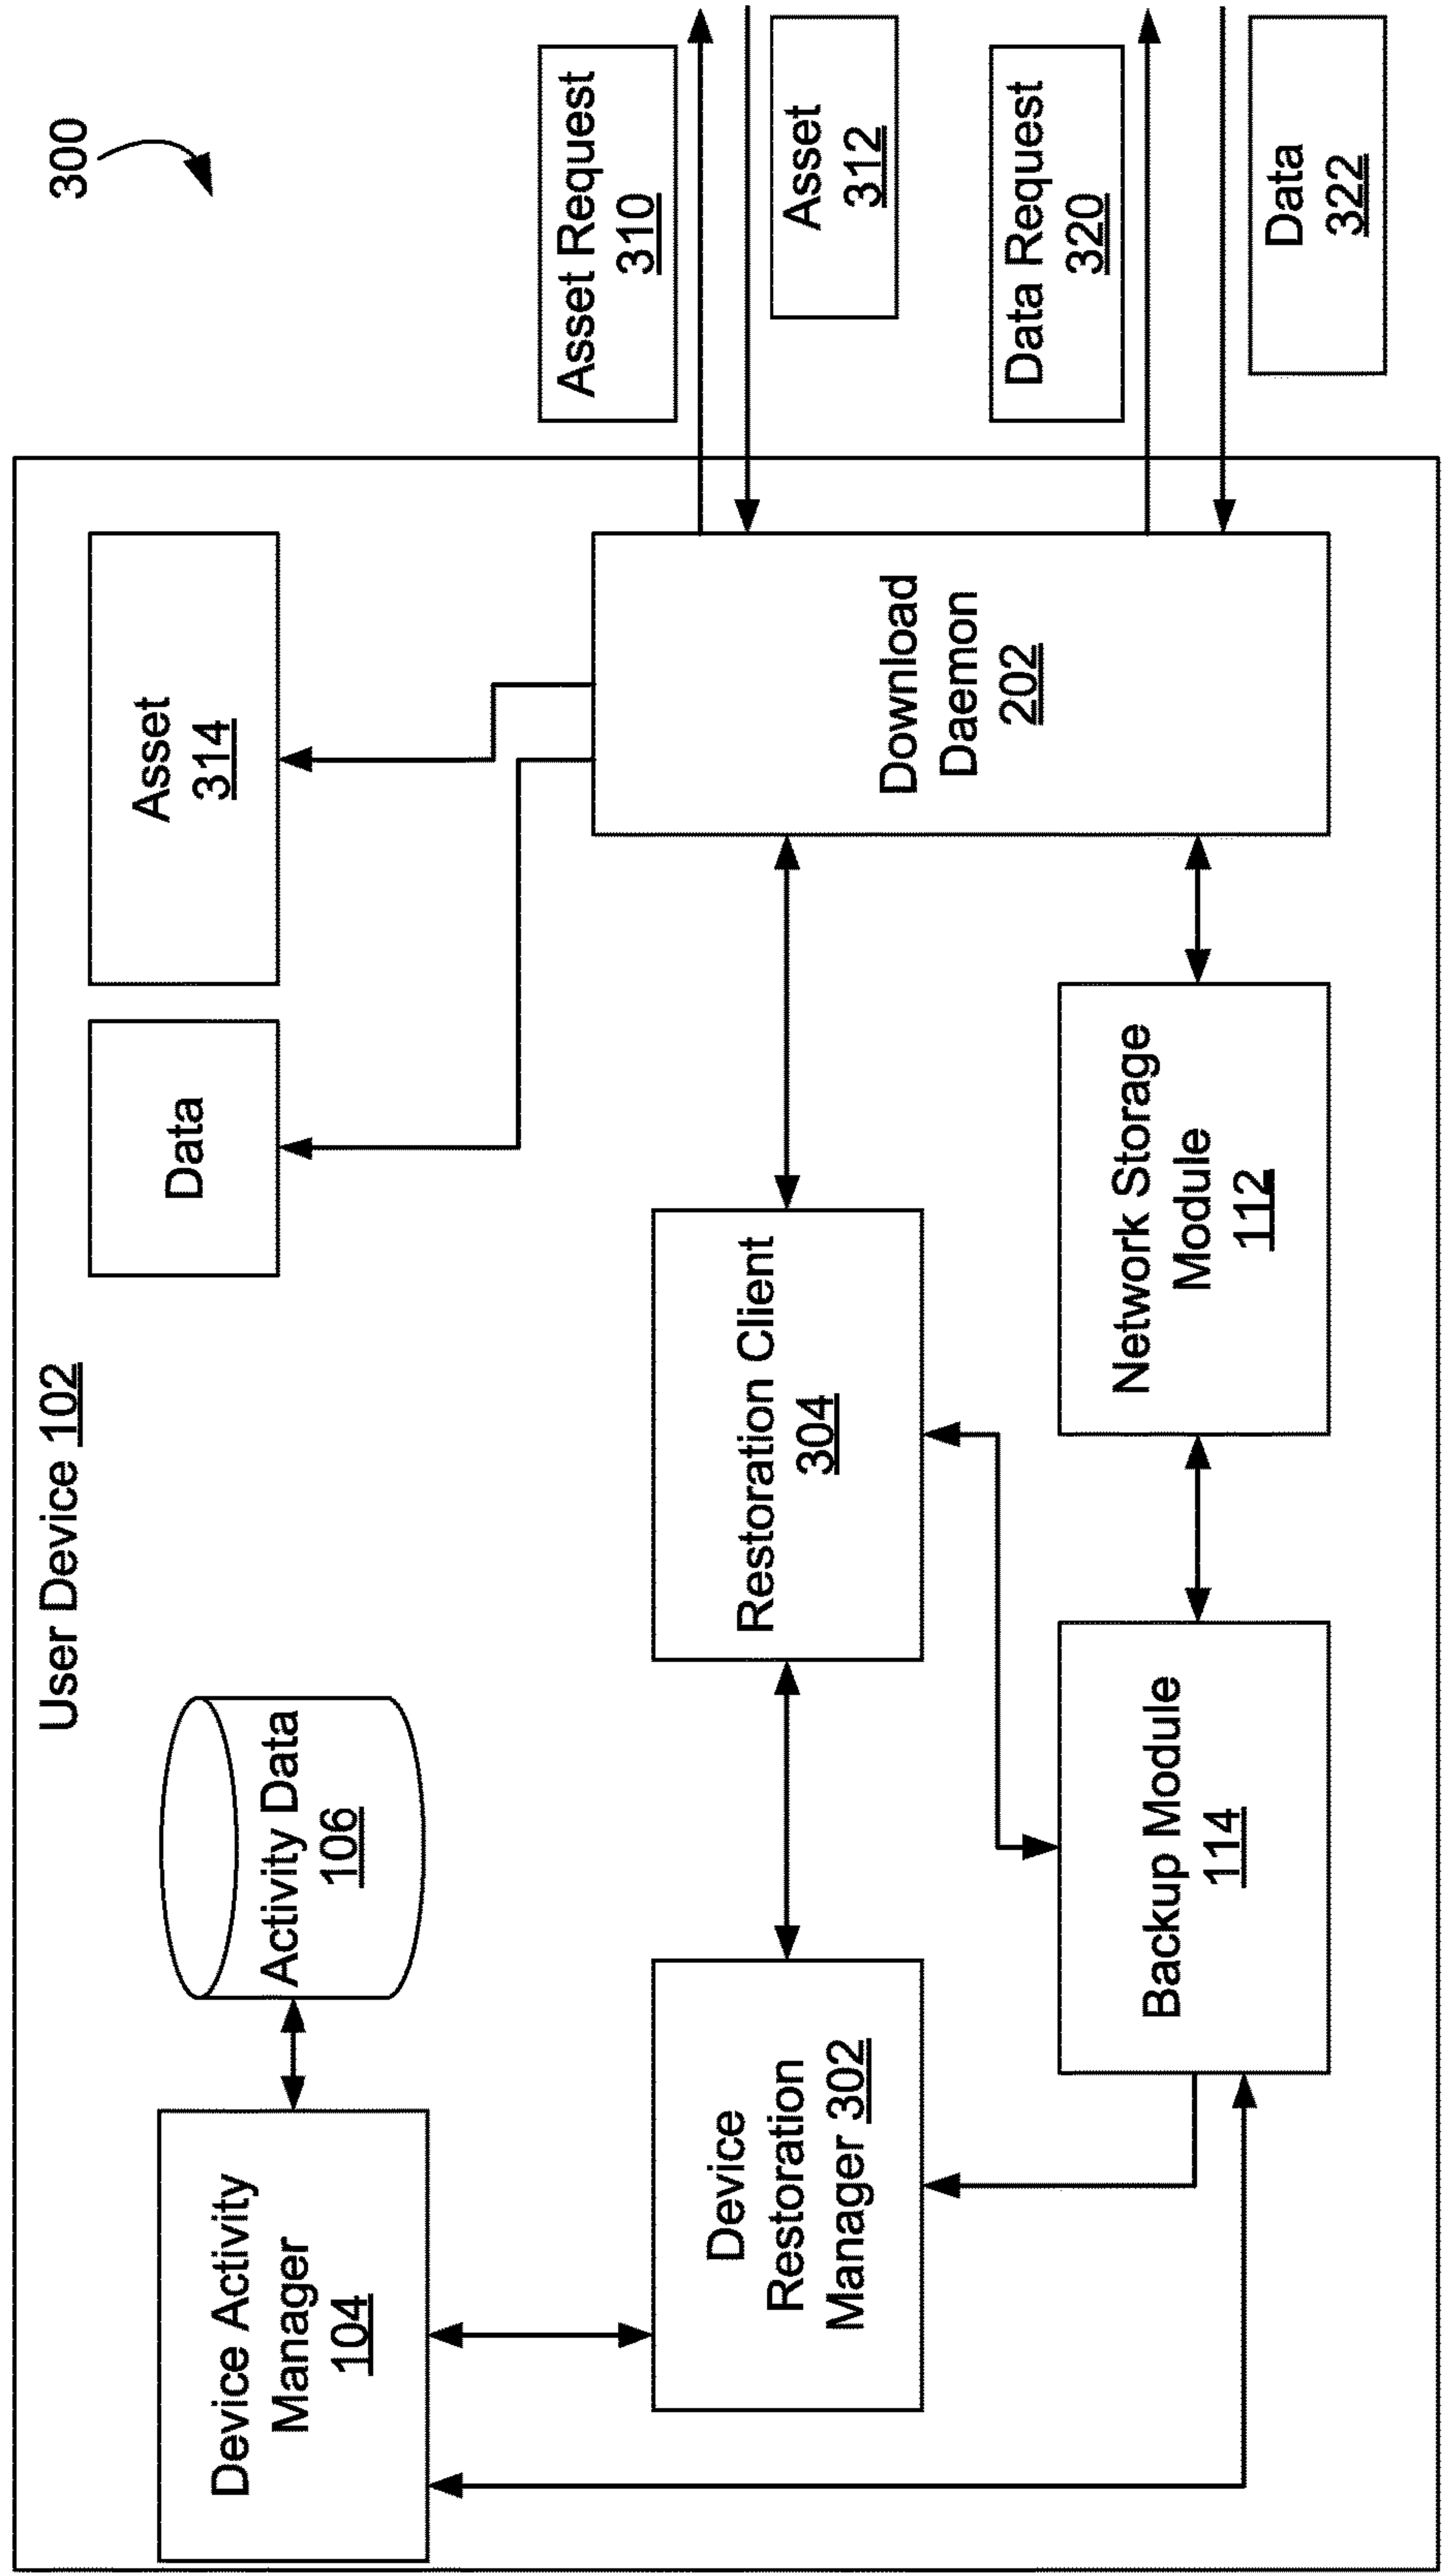 300
User Device 102
Device Activity
Manager
104
Activity Data
106
Data
Asset
314
Asset Request
310
Asset
312
Device
Restoration
Manager 302
Restoration Client
304
Download
Daemon
202
Data Request
320
Data
322
Backup Module
114
Network Storage
Module
112